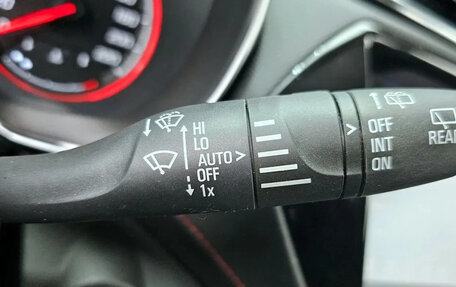 HI
LO
AUTO
OFF
1x
OFF
INT
ON
REAR